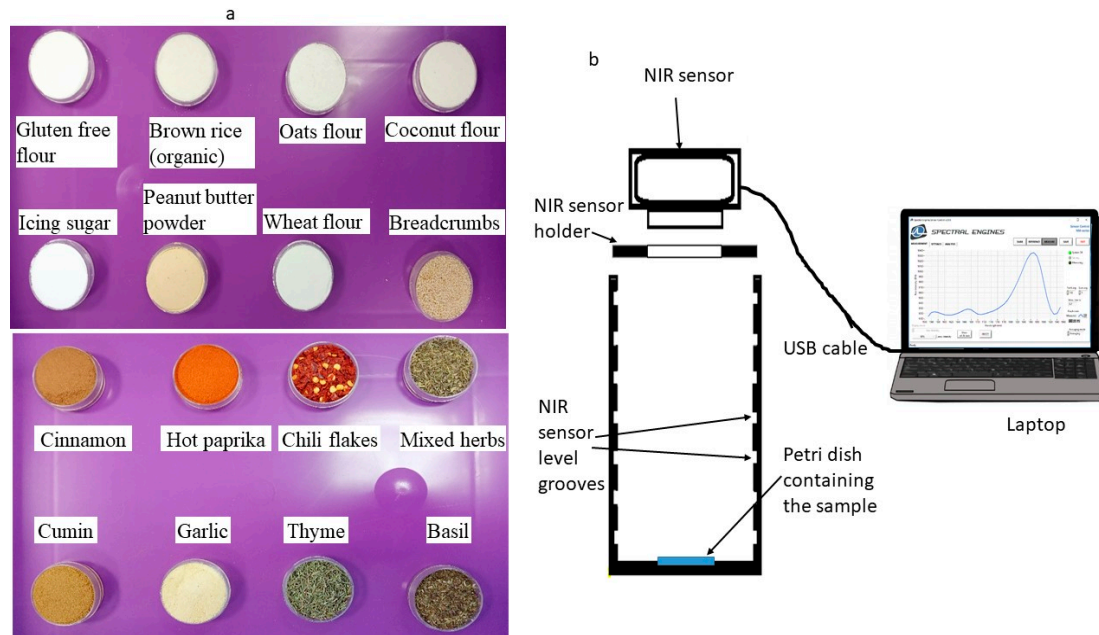 a
Gluten free
flour
Brown rice
(organic)
Oats flour
Coconut flour
Icing sugar
Peanut butter
powder
Wheat flour
Breadcrumbs
Cinnamon
Hot paprika
Chili flakes
Mixed herbs
Cumin
Garlic
Thyme
Basil
b
NIR sensor
NIR sensor
holder
SPECTRAL ENGINES
USB cable
Laptop
NIR
sensor
level
grooves
Petri dish
containing
the sample